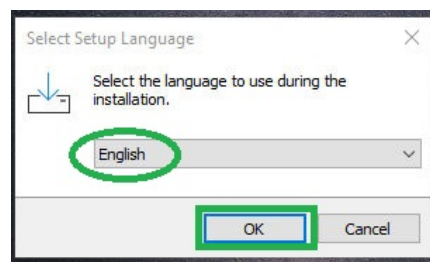 Select Setup Language
Select the language to use during the
installation.
English
OK
Cancel